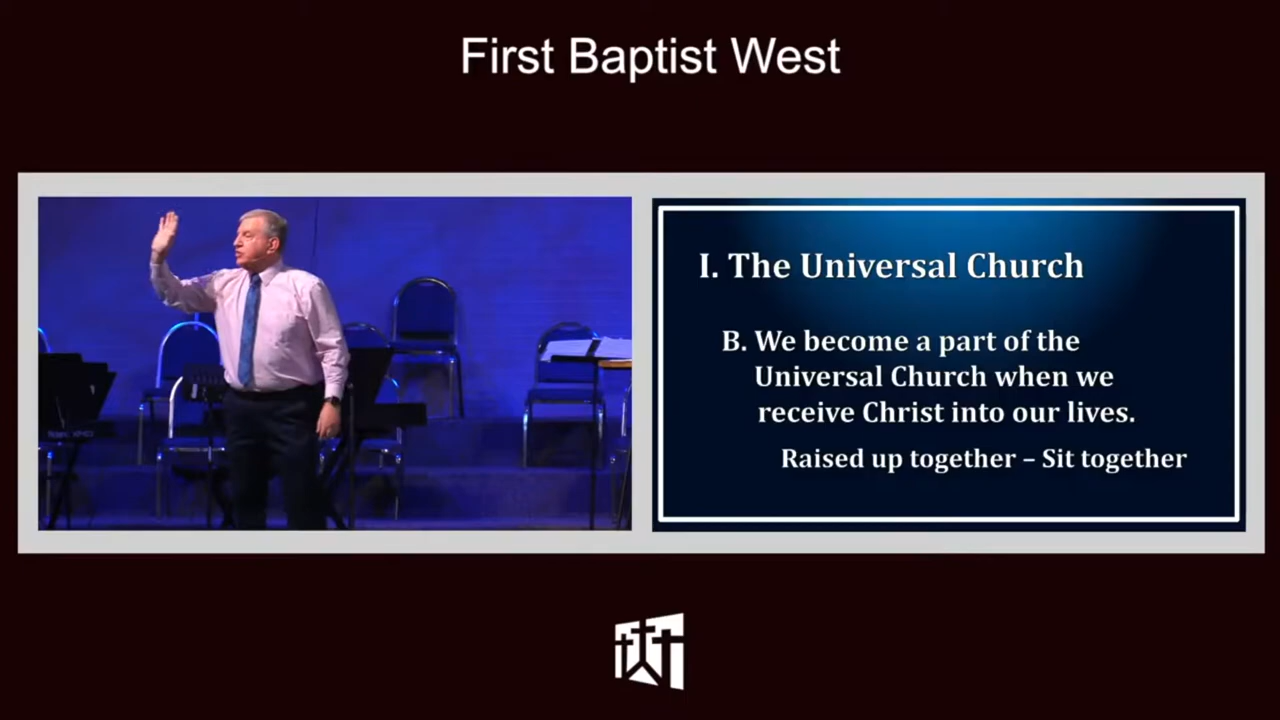 First Baptist West
I. The Universal Church
B. We become a part of the
Universal Church when we
receive Christ into our lives.
Raised up together – Sit together